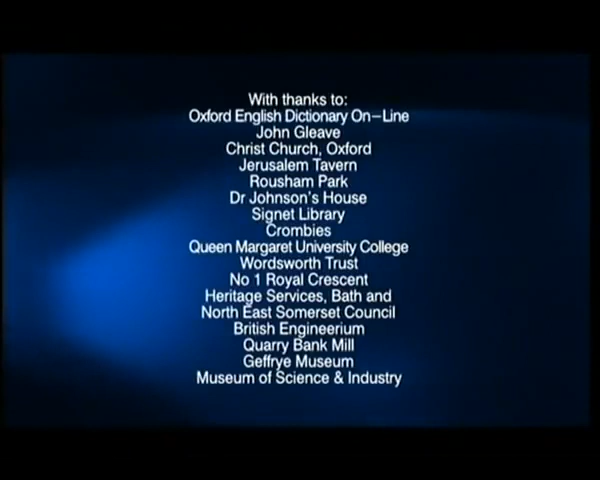 With thanks to:
Oxford English Dictionary On-Line
John Gleave
Christ Church, Oxford
Jerusalem Tavern
Rousham Park
Dr Johnson's House
Signet Library
Crombies
Queen Margaret University College
Wordsworth Trust
No 1 Royal Crescent
Heritage Services, Bath and
North East Somerset Council
British Engineerium
Quarry Bank Mill
Geffrye Museum
Museum of Science & Industry